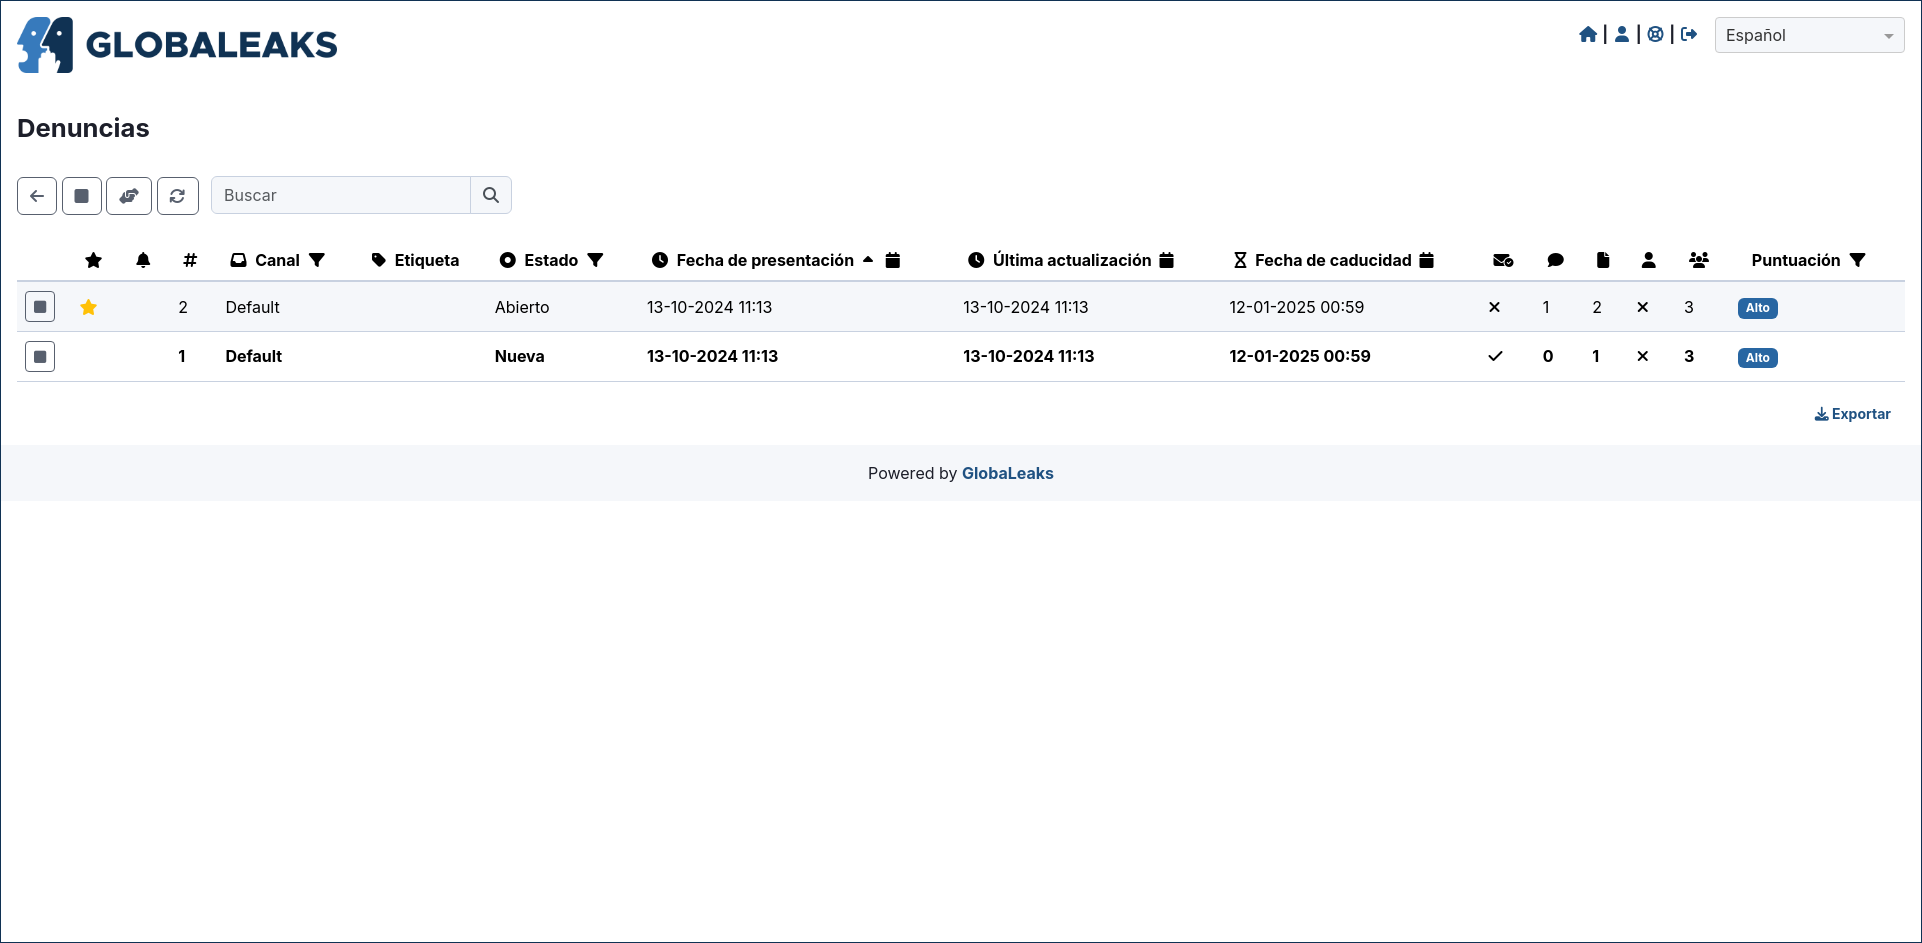 GLOBALEAKS
Español
Denuncias
Buscar
# Canal Etiqueta Estado Fecha de presentación Última actualización Fecha de caducidad Puntuación
2 Default Abierto 13-10-2024 11:13 13-10-2024 11:13 12-01-2025 00:59 1 2 3 Alto
1 Default Nueva 13-10-2024 11:13 13-10-2024 11:13 12-01-2025 00:59 0 1 3 Alto
Exportar
Powered by GlobaLeaks